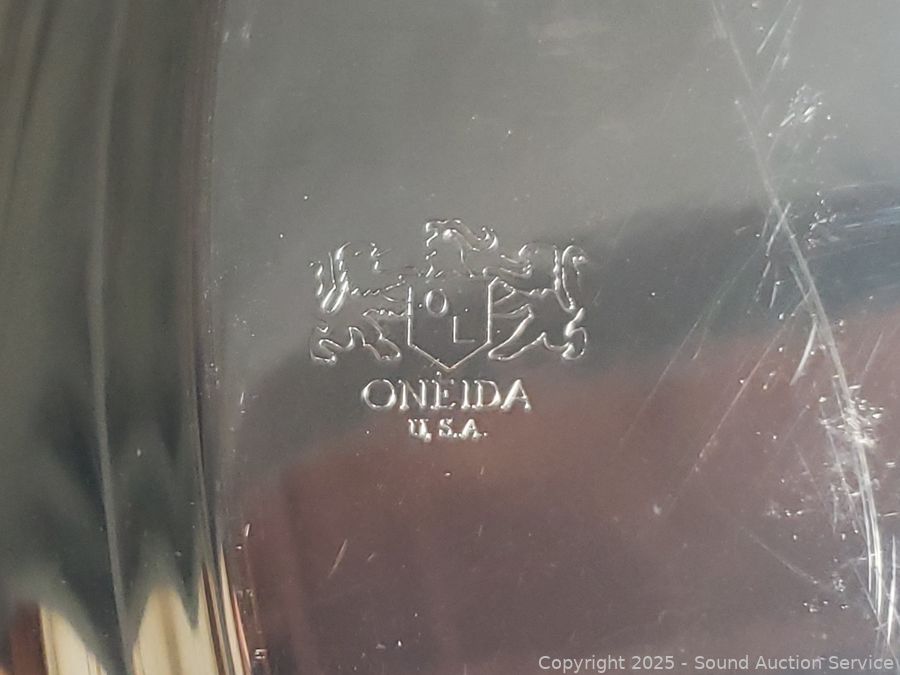 O
L
ONEIDA
U.S.A.
Copyright 2025 - Sound Auction Service